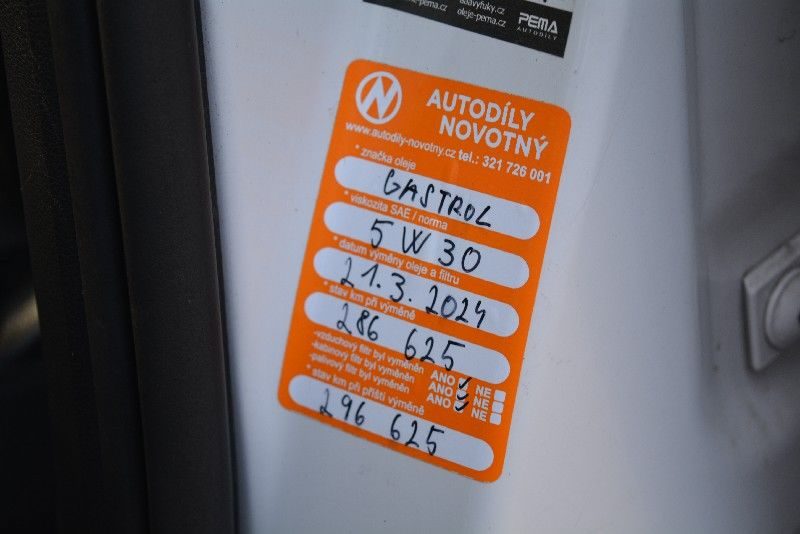 davyfuky.cz
oleje-pema.cz
PEMA
AUTODILY
AUTODÍLY
NOVOTNÝ
www.autodily-novotny.cz tel.: 321 726 001
* značka oleje
GASTROL
* viskozita SAE / norma
5W30
* datum výměny oleje a filtru
21.3.2024
* stav km při výměně
286 625
-vzduchový filtr byl vyměněn ANO ✓ NE
-kabinový filtr byl vyměněn ANO ✓ NE
-palivový filtr byl vyměněn ANO ✓ NE
* stav km při příští výměně
296 625